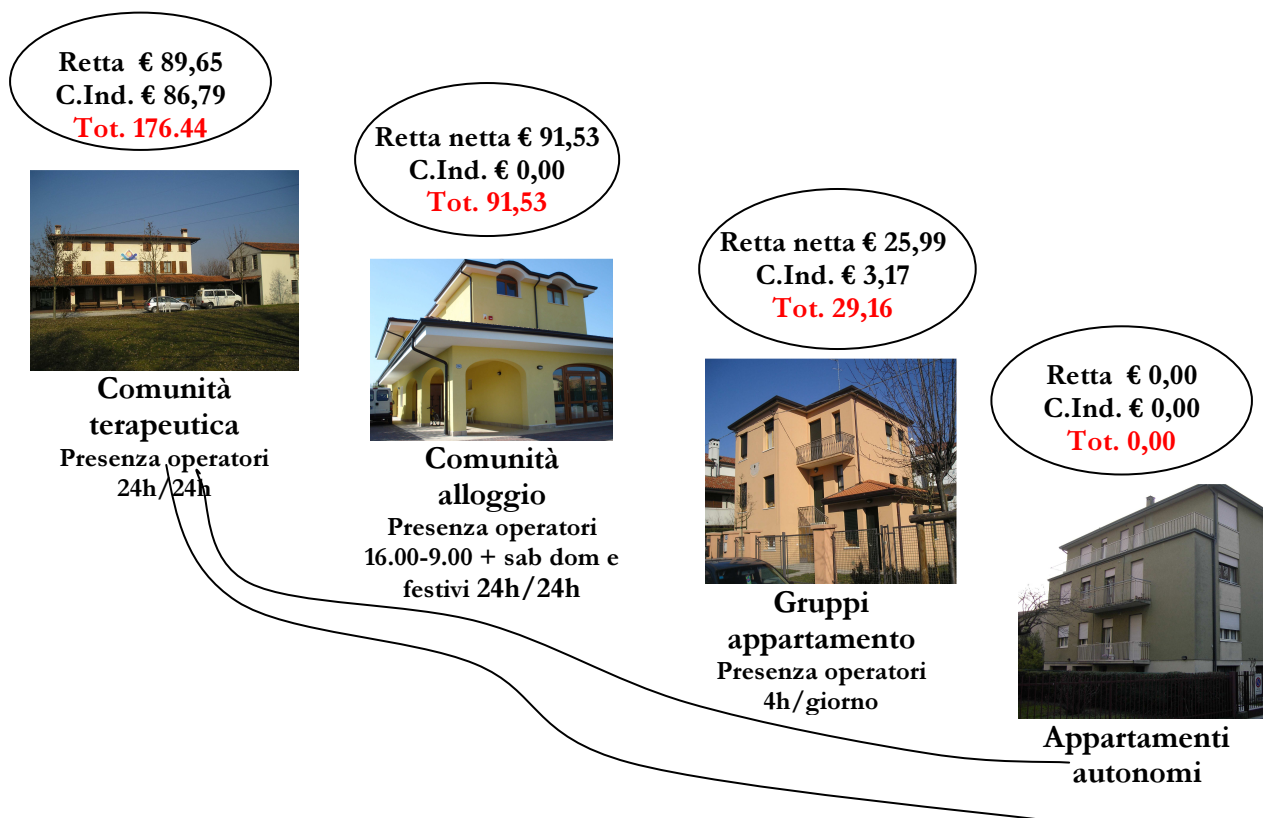 Retta € 89,65
C.Ind. € 86,79
Tot. 176.44
Comunità
terapeutica
Presenza operatori
24h/24h
Retta netta € 91,53
C.Ind. € 0,00
Tot. 91,53
Comunità
alloggio
Presenza operatori
16.00-9.00 + sab dom e
festivi 24h/24h
Retta netta € 25,99
C.Ind. € 3,17
Tot. 29,16
Gruppi
appartamento
Presenza operatori
4h/giorno
Retta € 0,00
C.Ind. € 0,00
Tot. 0,00
Appartamenti
autonomi